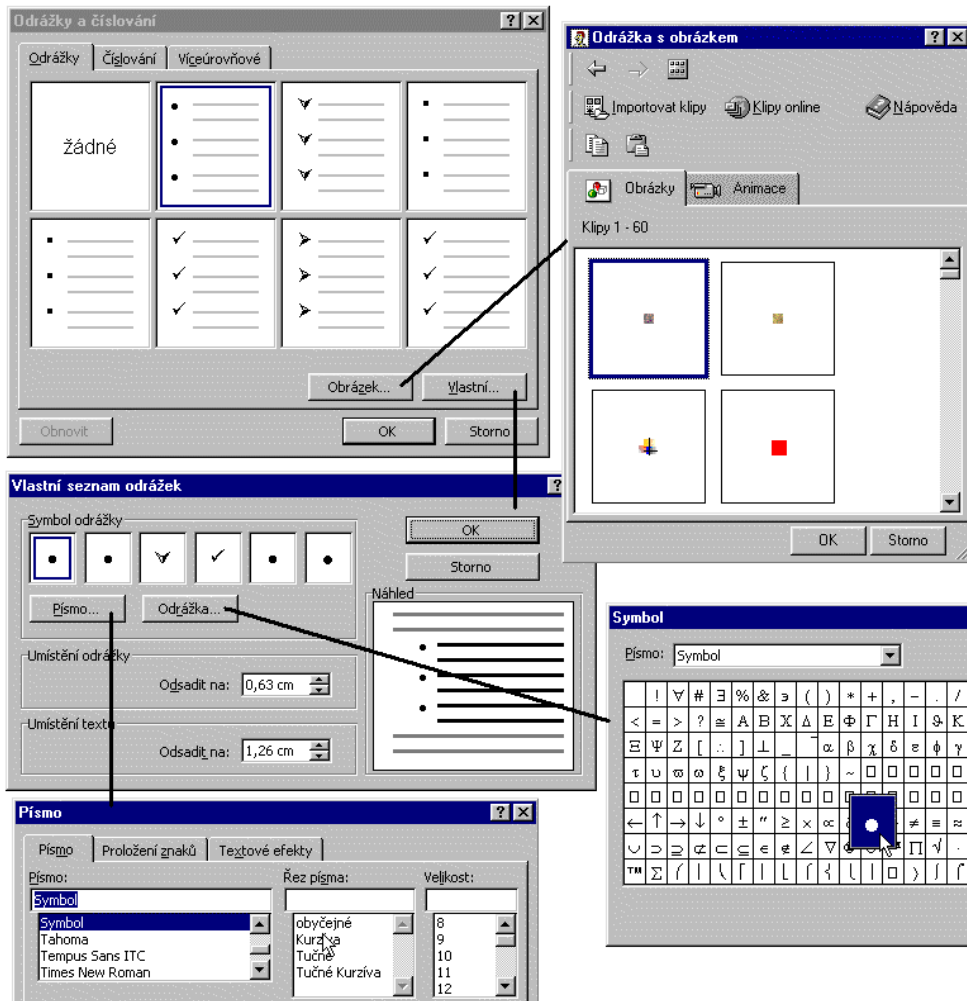 Odrážky a číslování
Odrážky Číslování Víceúrovňové
žádné
Obrázek... Vlastní...
Obnovit OK Storno
Odrážka s obrázkem
Importovat klipy Klipy online Nápověda
Obrázky Animace
Klipy 1 - 60
OK Storno
Vlastní seznam odrážek
Symbol odrážky
OK
Storno
Písmo... Odrážka...
Náhled
Umístění odrážky
Odsadit na: 0,63 cm
Umístění textu
Odsadit na: 1,26 cm
Symbol
Písmo: Symbol
! ∀ # ∃ % & ∍ ( ) * + , − . /
< = > ? ≅ Α Β Χ Δ Ε Φ Γ Η Ι ϑ Κ
Ξ Ψ Ζ [ ∴ ] ⊥ _ ‾ α β χ δ ε φ γ
τ υ ϖ ω ξ ψ ζ { | } ~
← ↑ → ↓ ° ± ″ ≥ × ∝ ≠ ≡ ≈
∪ ⊃ ⊇ ⊄ ⊂ ⊆ ∈ ∉ ∠ ∇ ∏ √ ⋅
™ ∑
Písmo
Písmo Proložení znaků Textové efekty
Písmo: Řez písma: Velikost:
Symbol
Symbol obyčejné 8
Tahoma Kurzíva 9
Tempus Sans ITC Tučné 10
Times New Roman Tučné Kurzíva 11
12